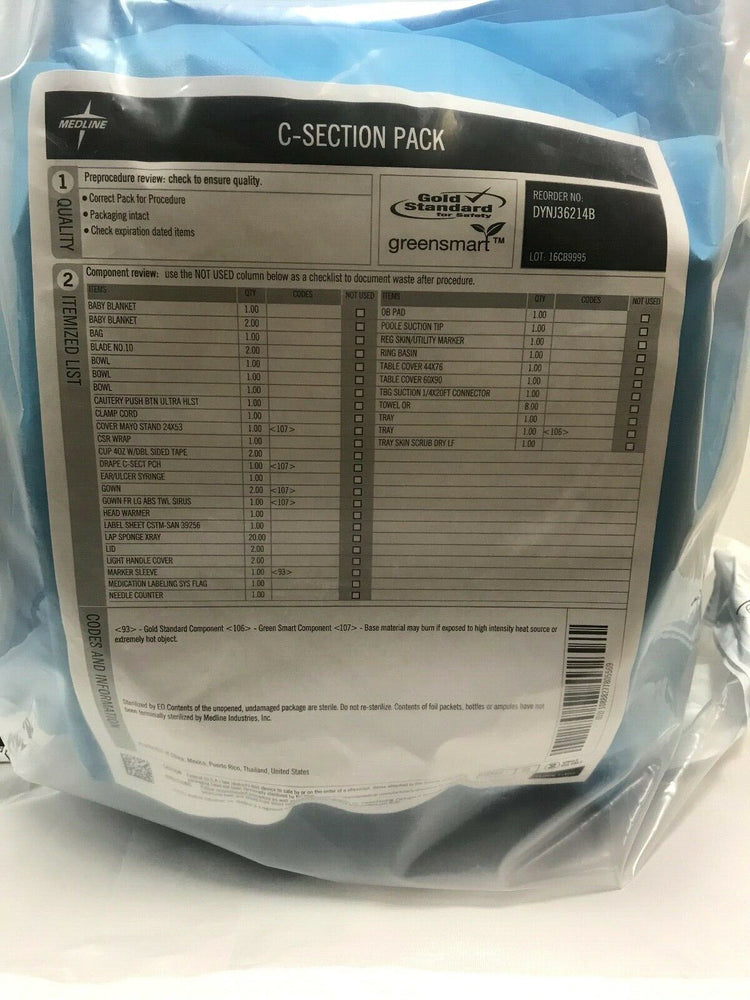 MEDLINE
C-SECTION PACK
1 QUALITY
Preprocedure review: check to ensure quality.
• Correct Pack for Procedure
• Packaging intact
• Check expiration dated items
Gold Standard for Safety
greensmart™
REORDER NO:
DYNJ36214B
LOT: 16CB9995
2 ITEMIZED LIST
Component review: use the NOT USED column below as a checklist to document waste after procedure.
ITEMS QTY CODES NOT USED
BABY BLANKET 1.00
BABY BLANKET 2.00
BAG 1.00
BLADE NO.10 2.00
BOWL 1.00
BOWL 1.00
BOWL 1.00
CAUTERY PUSH BTN ULTRA HLST 1.00
CLAMP CORD 1.00
COVER MAYO STAND 24X53 1.00 <107>
CSR WRAP 1.00
CUP 4OZ W/DBL SIDED TAPE 2.00
DRAPE C-SECT PCH 1.00 <107>
EAR/ULCER SYRINGE 1.00
GOWN 2.00 <107>
GOWN FR LG ABS TWL SIRUS 1.00 <107>
HEAD WARMER 1.00
LABEL SHEET CSTM-SAN 39256 1.00
LAP SPONGE XRAY 20.00
LID 2.00
LIGHT HANDLE COVER 2.00
MARKER SLEEVE 1.00 <93>
MEDICATION LABELING SYS FLAG 1.00
NEEDLE COUNTER 1.00
ITEMS QTY CODES NOT USED
OB PAD 1.00
POOLE SUCTION TIP 1.00
REG SKIN/UTILITY MARKER 1.00
RING BASIN 1.00
TABLE COVER 44X76 1.00
TABLE COVER 60X90 1.00
TBG SUCTION 1/4X20FT CONNECTOR 1.00
TOWEL OR 8.00
TRAY 1.00
TRAY 1.00 <106>
TRAY SKIN SCRUB DRY LF 1.00
CODES AND INFORMATION
<93> - Gold Standard Component <106> - Green Smart Component <107> - Base material may burn if exposed to high intensity heat source or
extremely hot object.
Sterilized by EO. Contents of the unopened, undamaged package are sterile. Do not re-sterilize. Contents of foil packets, bottles or ampules have not
been terminally sterilized by Medline Industries, Inc.
China, Mexico, Puerto Rico, Thailand, United States